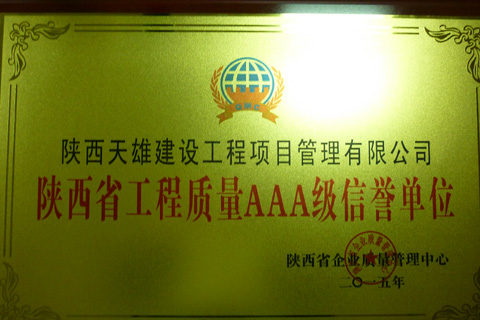 陕西天雄建设工程项目管理有限公司
陕西省工程质量AAA级信誉单位
陕西省企业质量管理中心
二〇一五年